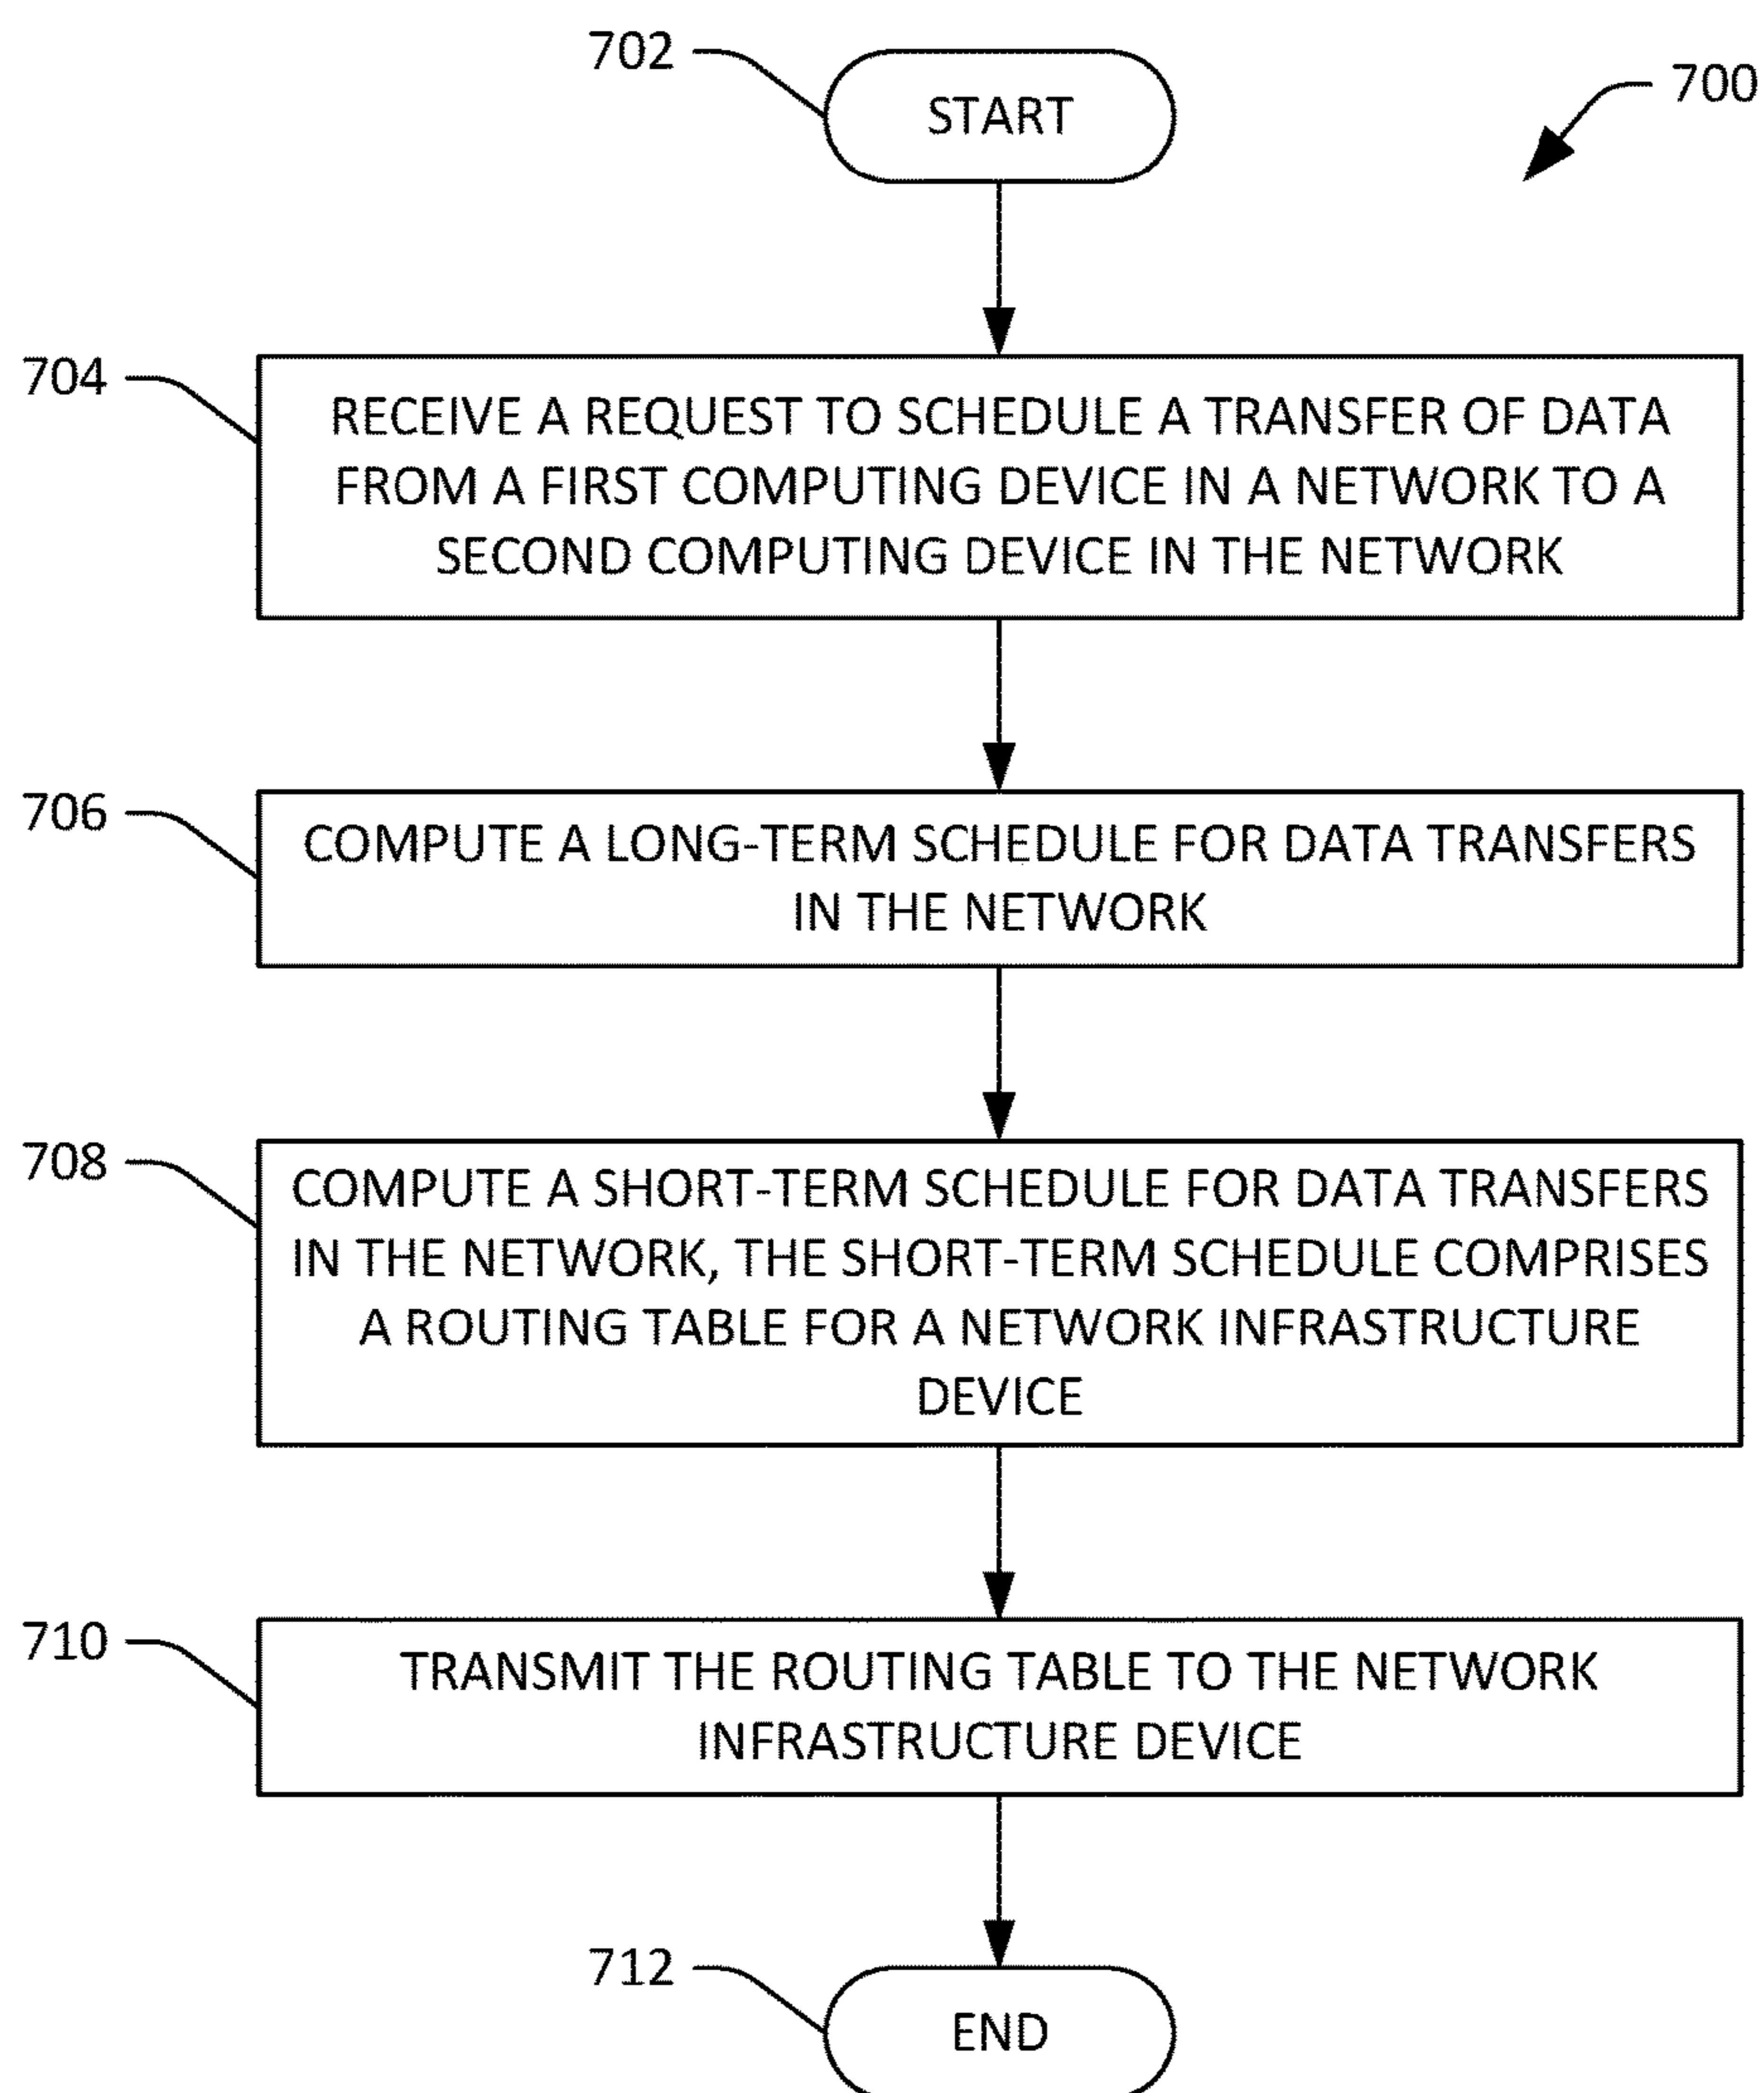 702
START
700
704
RECEIVE A REQUEST TO SCHEDULE A TRANSFER OF DATA
FROM A FIRST COMPUTING DEVICE IN A NETWORK TO A
SECOND COMPUTING DEVICE IN THE NETWORK
706
COMPUTE A LONG-TERM SCHEDULE FOR DATA TRANSFERS
IN THE NETWORK
708
COMPUTE A SHORT-TERM SCHEDULE FOR DATA TRANSFERS
IN THE NETWORK, THE SHORT-TERM SCHEDULE COMPRISES
A ROUTING TABLE FOR A NETWORK INFRASTRUCTURE
DEVICE
710
TRANSMIT THE ROUTING TABLE TO THE NETWORK
INFRASTRUCTURE DEVICE
712
END